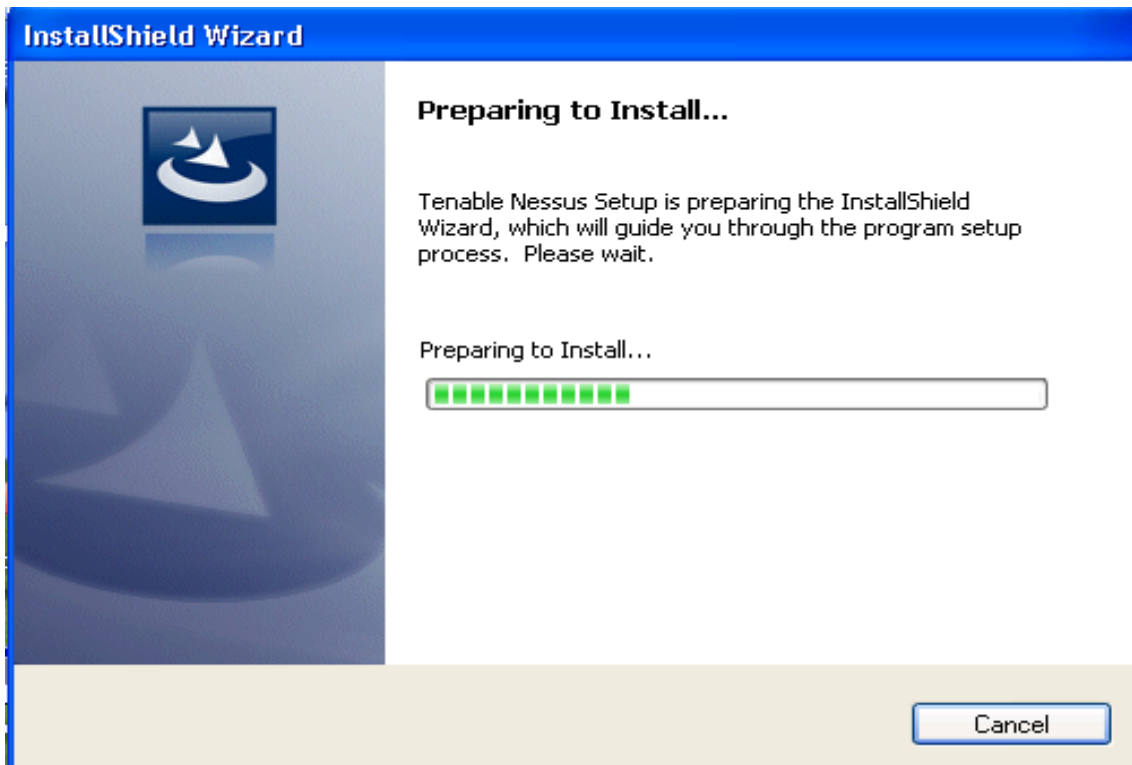 InstallShield Wizard
Preparing to Install...
Tenable Nessus Setup is preparing the InstallShield
Wizard, which will guide you through the program setup
process.  Please wait.
Preparing to Install...
Cancel